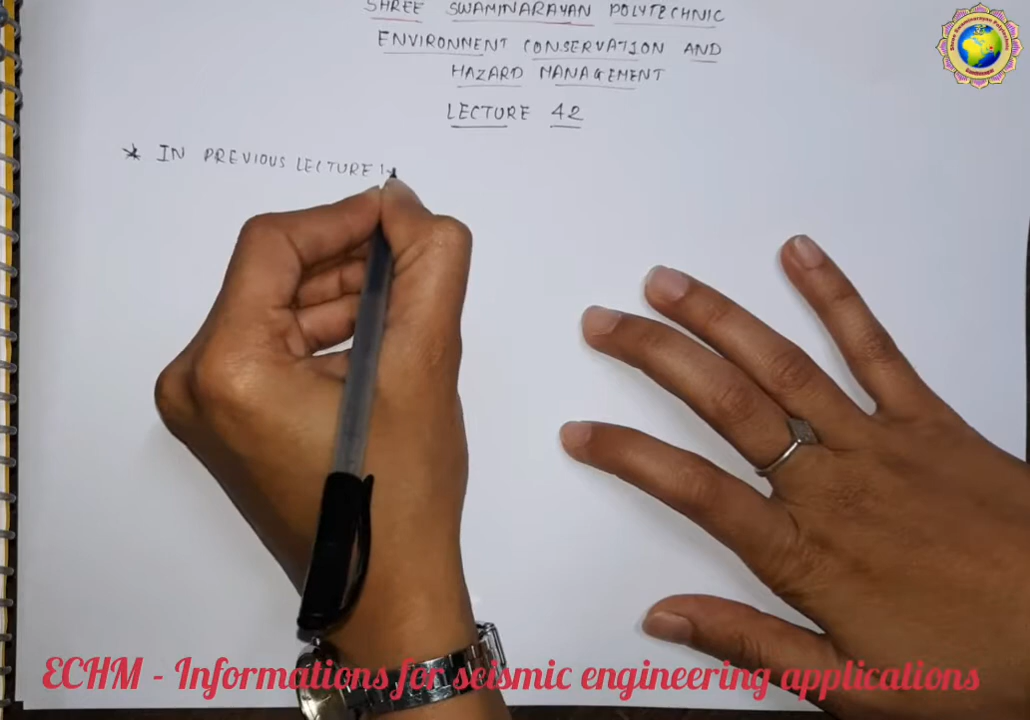 SHREE SWAMINARAYAN POLYTECHNIC
ENVIRONMENT CONSERVATION AND
HAZARD MANAGEMENT
LECTURE 42
* IN PREVIOUS LECTURE :-
ECHM - Informations for seismic engineering applications